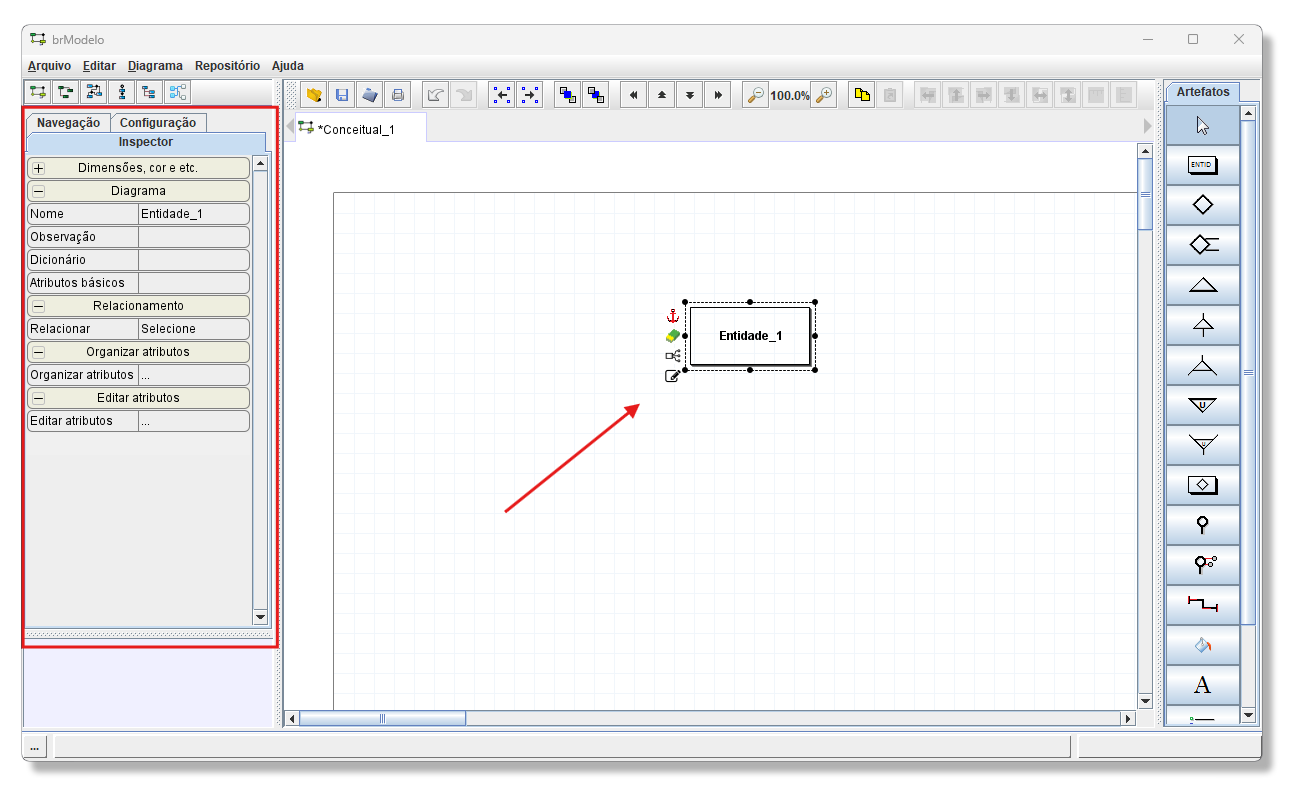 brModelo
Arquivo Editar Diagrama Repositório Ajuda
100.0%
Artefatos
Navegação Configuração
Inspector
*Conceitual_1
Dimensões, cor e etc.
Diagrama
Nome Entidade_1
Observação
Dicionário
Atributos básicos
Relacionamento
Relacionar Selecione
Organizar atributos
Organizar atributos ...
Editar atributos
Editar atributos ...
Entidade_1
ENTID
U
A
...